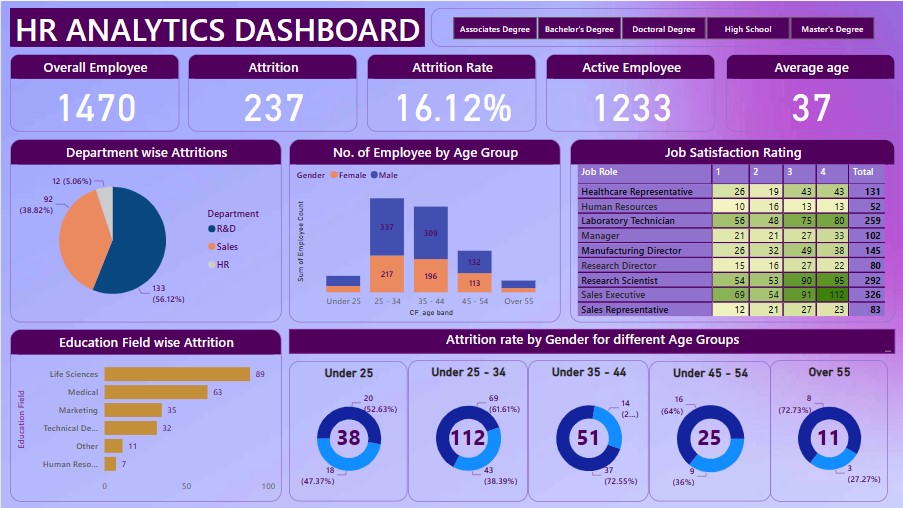 HR ANALYTICS DASHBOARD
Associates Degree Bachelor's Degree Doctoral Degree High School Master's Degree
Overall Employee
1470
Attrition
237
Attrition Rate
16.12%
Active Employee
1233
Average age
37
Department wise Attritions
12 (5.06%)
92
(38.82%)
133
(56.12%)
Department
R&D
Sales
HR
No. of Employee by Age Group
Gender Female Male
Sum of Employee Count
337
217
309
196
132
113
Under 25 25 - 34 35 - 44 45 - 54 Over 55
CF_age band
Job Satisfaction Rating
Job Role 1 2 3 4 Total
Healthcare Representative 26 19 43 43 131
Human Resources 10 16 13 13 52
Laboratory Technician 56 48 75 80 259
Manager 21 21 27 33 102
Manufacturing Director 26 32 49 38 145
Research Director 15 16 27 22 80
Research Scientist 54 53 90 95 292
Sales Executive 69 54 91 112 326
Sales Representative 12 21 27 23 83
Education Field wise Attrition
Education Field
Life Sciences 89
Medical 63
Marketing 35
Technical De... 32
Other 11
Human Reso... 7
0 50 100
Attrition rate by Gender for different Age Groups
Under 25
20
(52.63%)
38
18
(47.37%)
Under 25 - 34
69
(61.61%)
112
43
(38.39%)
Under 35 - 44
14
(2...)
51
37
(72.55%)
Under 45 - 54
16
(64%)
25
9
(36%)
Over 55
8
(72.73%)
11
3
(27.27%)